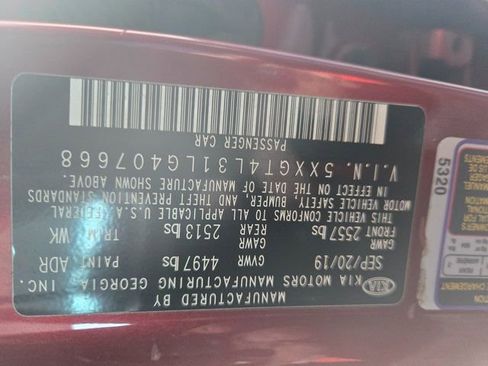 MANUFACTURED BY
KIA MOTORS MANUFACTURING GEORGIA, INC.
KIA
SEP/20/19
PAINT: ADR
TRIM: WK
GVWR 4497 lbs
GAWR FRONT 2557 lbs
GAWR REAR 2513 lbs
THIS VEHICLE CONFORMS TO ALL APPLICABLE U.S.A. FEDERAL
MOTOR VEHICLE SAFETY, BUMPER, AND THEFT PREVENTION STANDARDS
IN EFFECT ON THE DATE OF MANUFACTURE SHOWN ABOVE.
V.I.N. 5XXGT4L31LG407668
PASSENGER CAR
5320